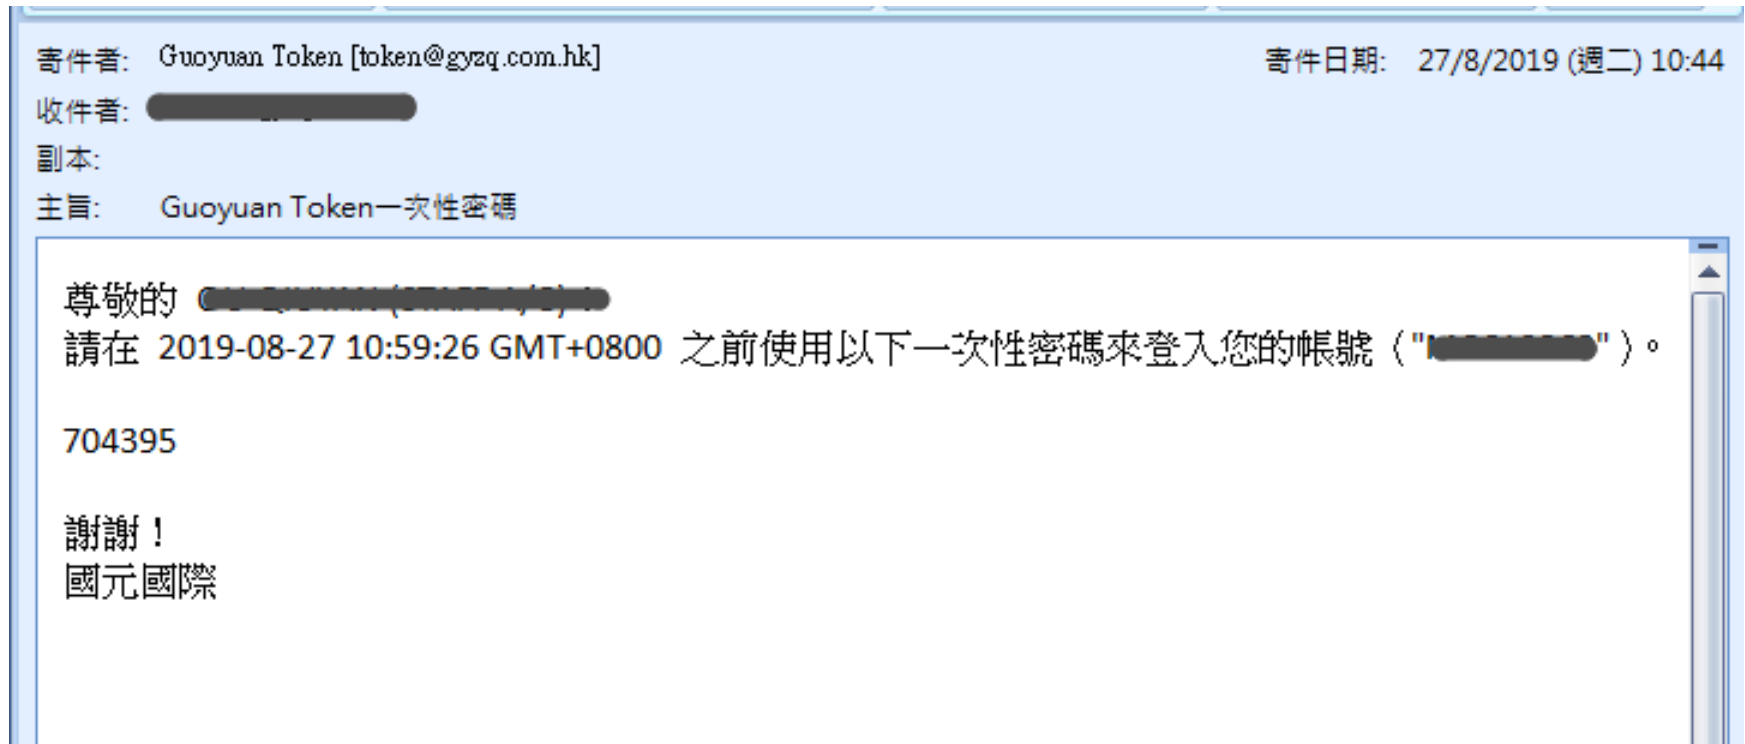 寄件者: Guoyuan Token [token@gyzq.com.hk] 寄件日期: 27/8/2019 (週二) 10:44
收件者:
副本:
主旨: Guoyuan Token一次性密碼
尊敬的
請在 2019-08-27 10:59:26 GMT+0800 之前使用以下一次性密碼來登入您的帳號（""）。
704395
謝謝！
國元國際